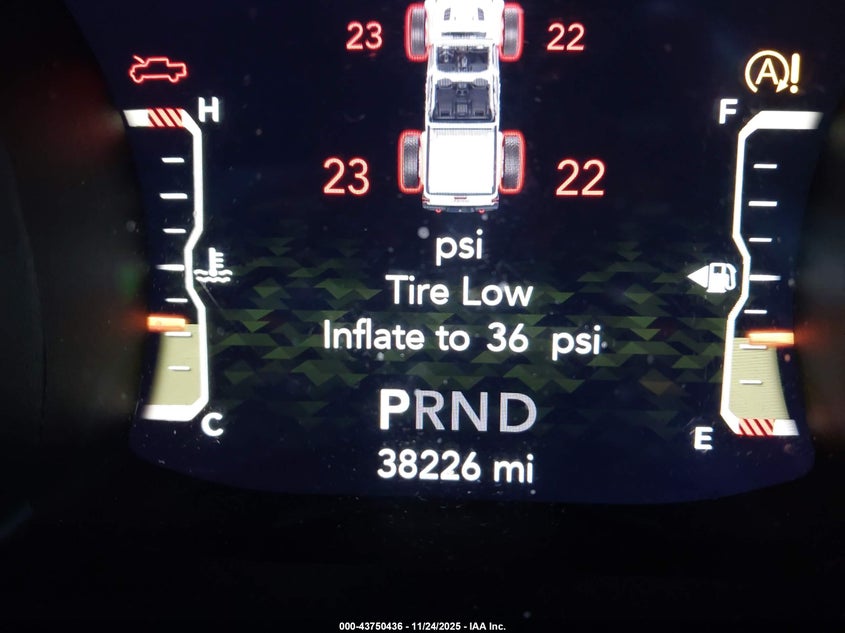 23 22
H F
A!
23 22
psi
Tire Low
Inflate to 36 psi
PRND
C E
38226 mi
000-43750436 - 11/24/2025 - IAA Inc.